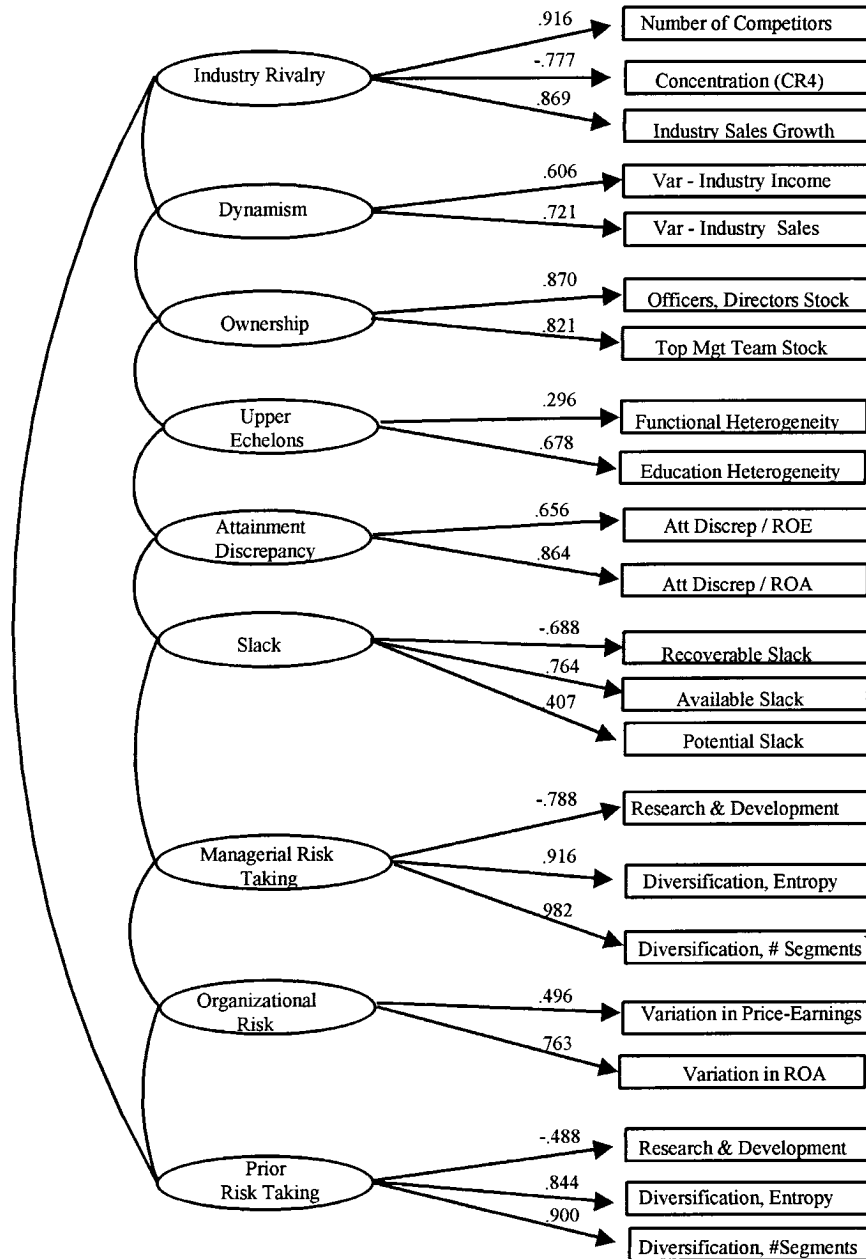 .916
Number of Competitors
Industry Rivalry
-.777
Concentration (CR4)
.869
Industry Sales Growth
.606
Var - Industry Income
Dynamism
.721
Var - Industry Sales
.870
Officers, Directors Stock
Ownership
.821
Top Mgt Team Stock
.296
Functional Heterogeneity
Upper
Echelons
.678
Education Heterogeneity
.656
Att Discrep / ROE
Attainment
Discrepancy
.864
Att Discrep / ROA
Slack
-.688
Recoverable Slack
.764
Available Slack
.407
Potential Slack
-.788
Research & Development
Managerial Risk
Taking
.916
Diversification, Entropy
.982
Diversification, # Segments
Organizational
Risk
.496
Variation in Price-Earnings
.763
Variation in ROA
-.488
Research & Development
Prior
Risk Taking
.844
Diversification, Entropy
.900
Diversification, #Segments